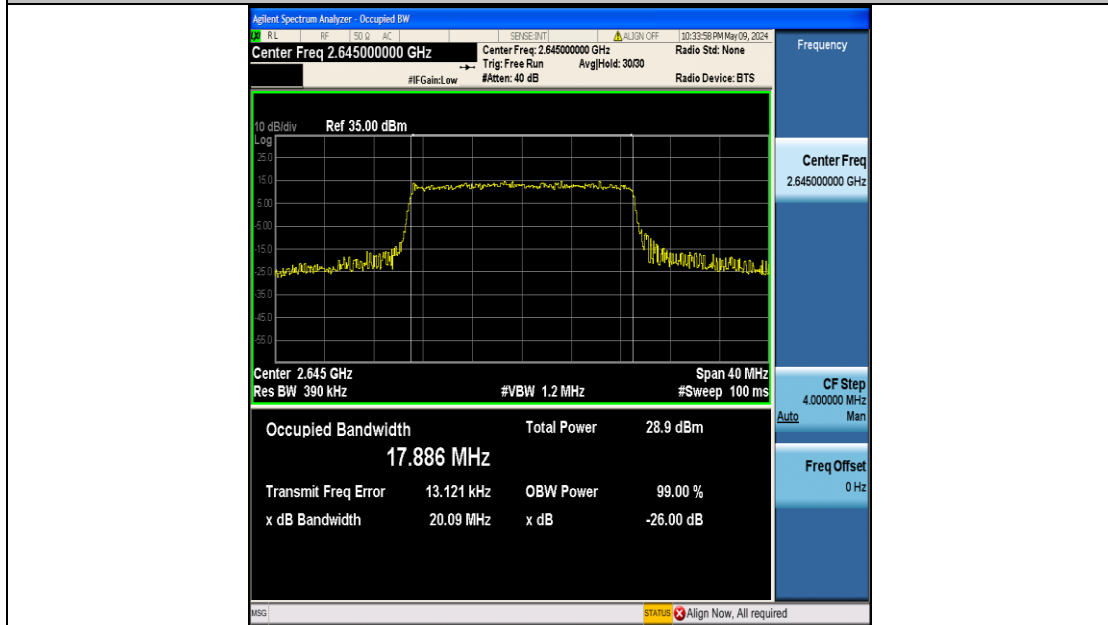 Agilent Spectrum Analyzer - Occupied BW
RL RF 50 Ω AC SENSE:INT ALIGN OFF 10:33:58 PM May 09, 2024
Center Freq 2.645000000 GHz
Center Freq: 2.645000000 GHz Radio Std: None
Trig: Free Run Avg|Hold: 30/30
#IFGain:Low #Atten: 40 dB Radio Device: BTS
Frequency
10 dB/div Ref 35.00 dBm
Log
25.0
15.0
5.00
-5.00
-15.0
-25.0
-35.0
-45.0
-55.0
Center 2.645 GHz Span 40 MHz
Res BW 390 kHz #VBW 1.2 MHz #Sweep 100 ms
Occupied Bandwidth Total Power 28.9 dBm
17.886 MHz
Transmit Freq Error 13.121 kHz OBW Power 99.00 %
x dB Bandwidth 20.09 MHz x dB -26.00 dB
Center Freq
2.645000000 GHz
CF Step
4.000000 MHz
Auto Man
Freq Offset
0 Hz
MSG STATUS Align Now, All required